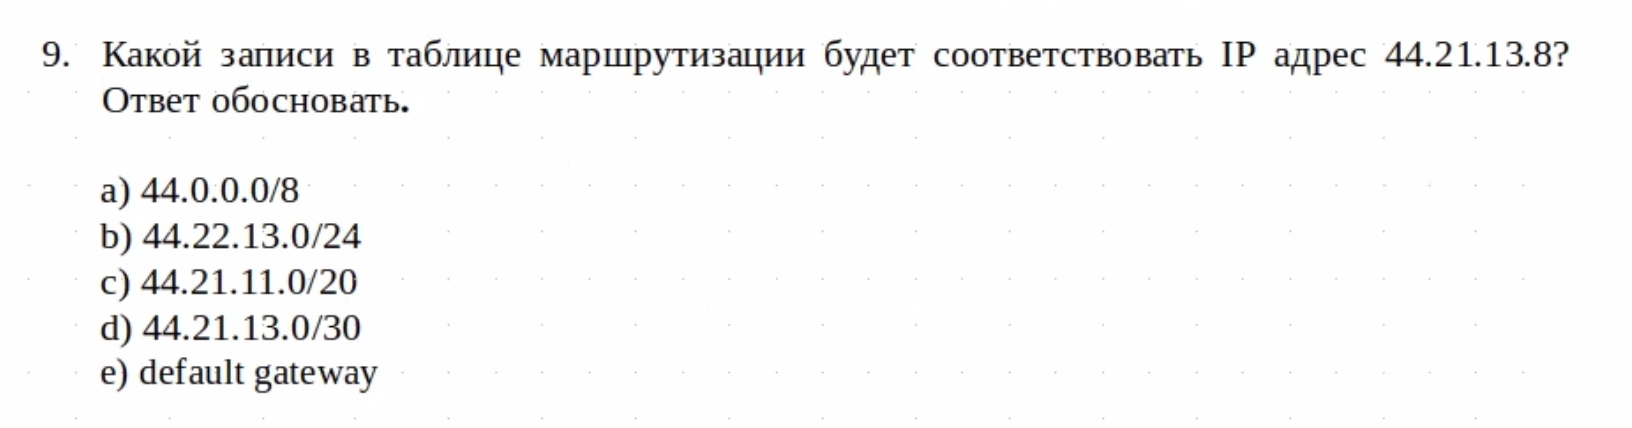 9. Какой записи в таблице маршрутизации будет соответствовать IP адрес 44.21.13.8?
Ответ обосновать.
a) 44.0.0.0/8
b) 44.22.13.0/24
c) 44.21.11.0/20
d) 44.21.13.0/30
e) default gateway